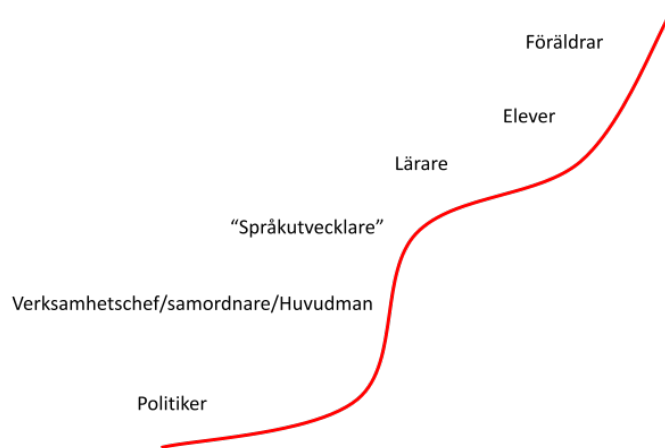 Föräldrar
Elever
Lärare
“Språkutvecklare”
Verksamhetschef/samordnare/Huvudman
Politiker